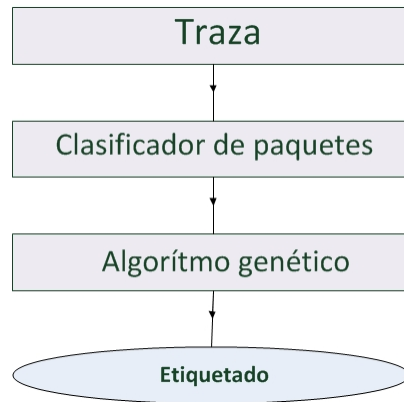 Traza
Clasificador de paquetes
Algorítmo genético
Etiquetado